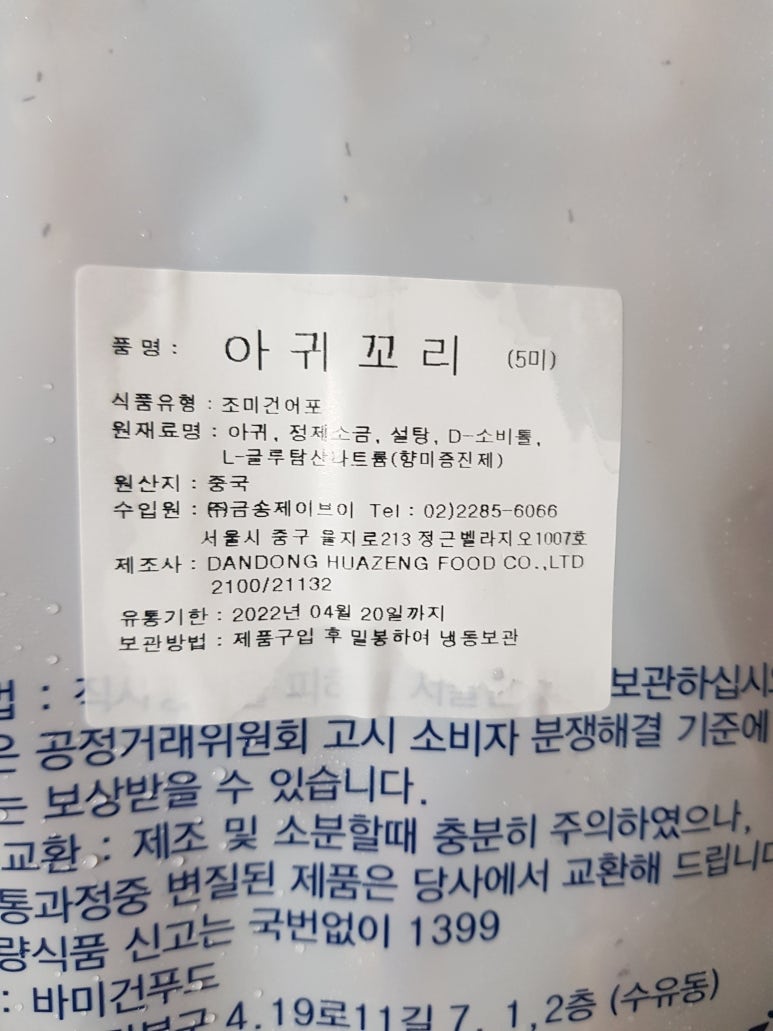 품 명 : 아 귀 꼬 리 (5미)
식품유형 : 조미건어포
원재료명 : 아귀, 정제소금, 설탕, D-소비톨,
L-글루탐산나트륨(향미증진제)
원산지 : 중국
수입원 : ㈜금송제이브이 Tel : 02)2285-6066
서울시 중구 을지로213 정근벨라지오1007호
제조사 : DANDONG HUAZENG FOOD CO.,LTD
2100/21132
유통기한 : 2022년 04월 20일까지
보관방법 : 제품구입 후 밀봉하여 냉동보관
법 : 보관하십시오
은 공정거래위원회 고시 소비자 분쟁해결 기준에
는 보상받을 수 있습니다.
교환 : 제조 및 소분할때 충분히 주의하였으나,
통과정중 변질된 제품은 당사에서 교환해 드립니다
량식품 신고는 국번없이 1399
: 바미건푸드
4.19로11길 7, 1,2층 (수유동)